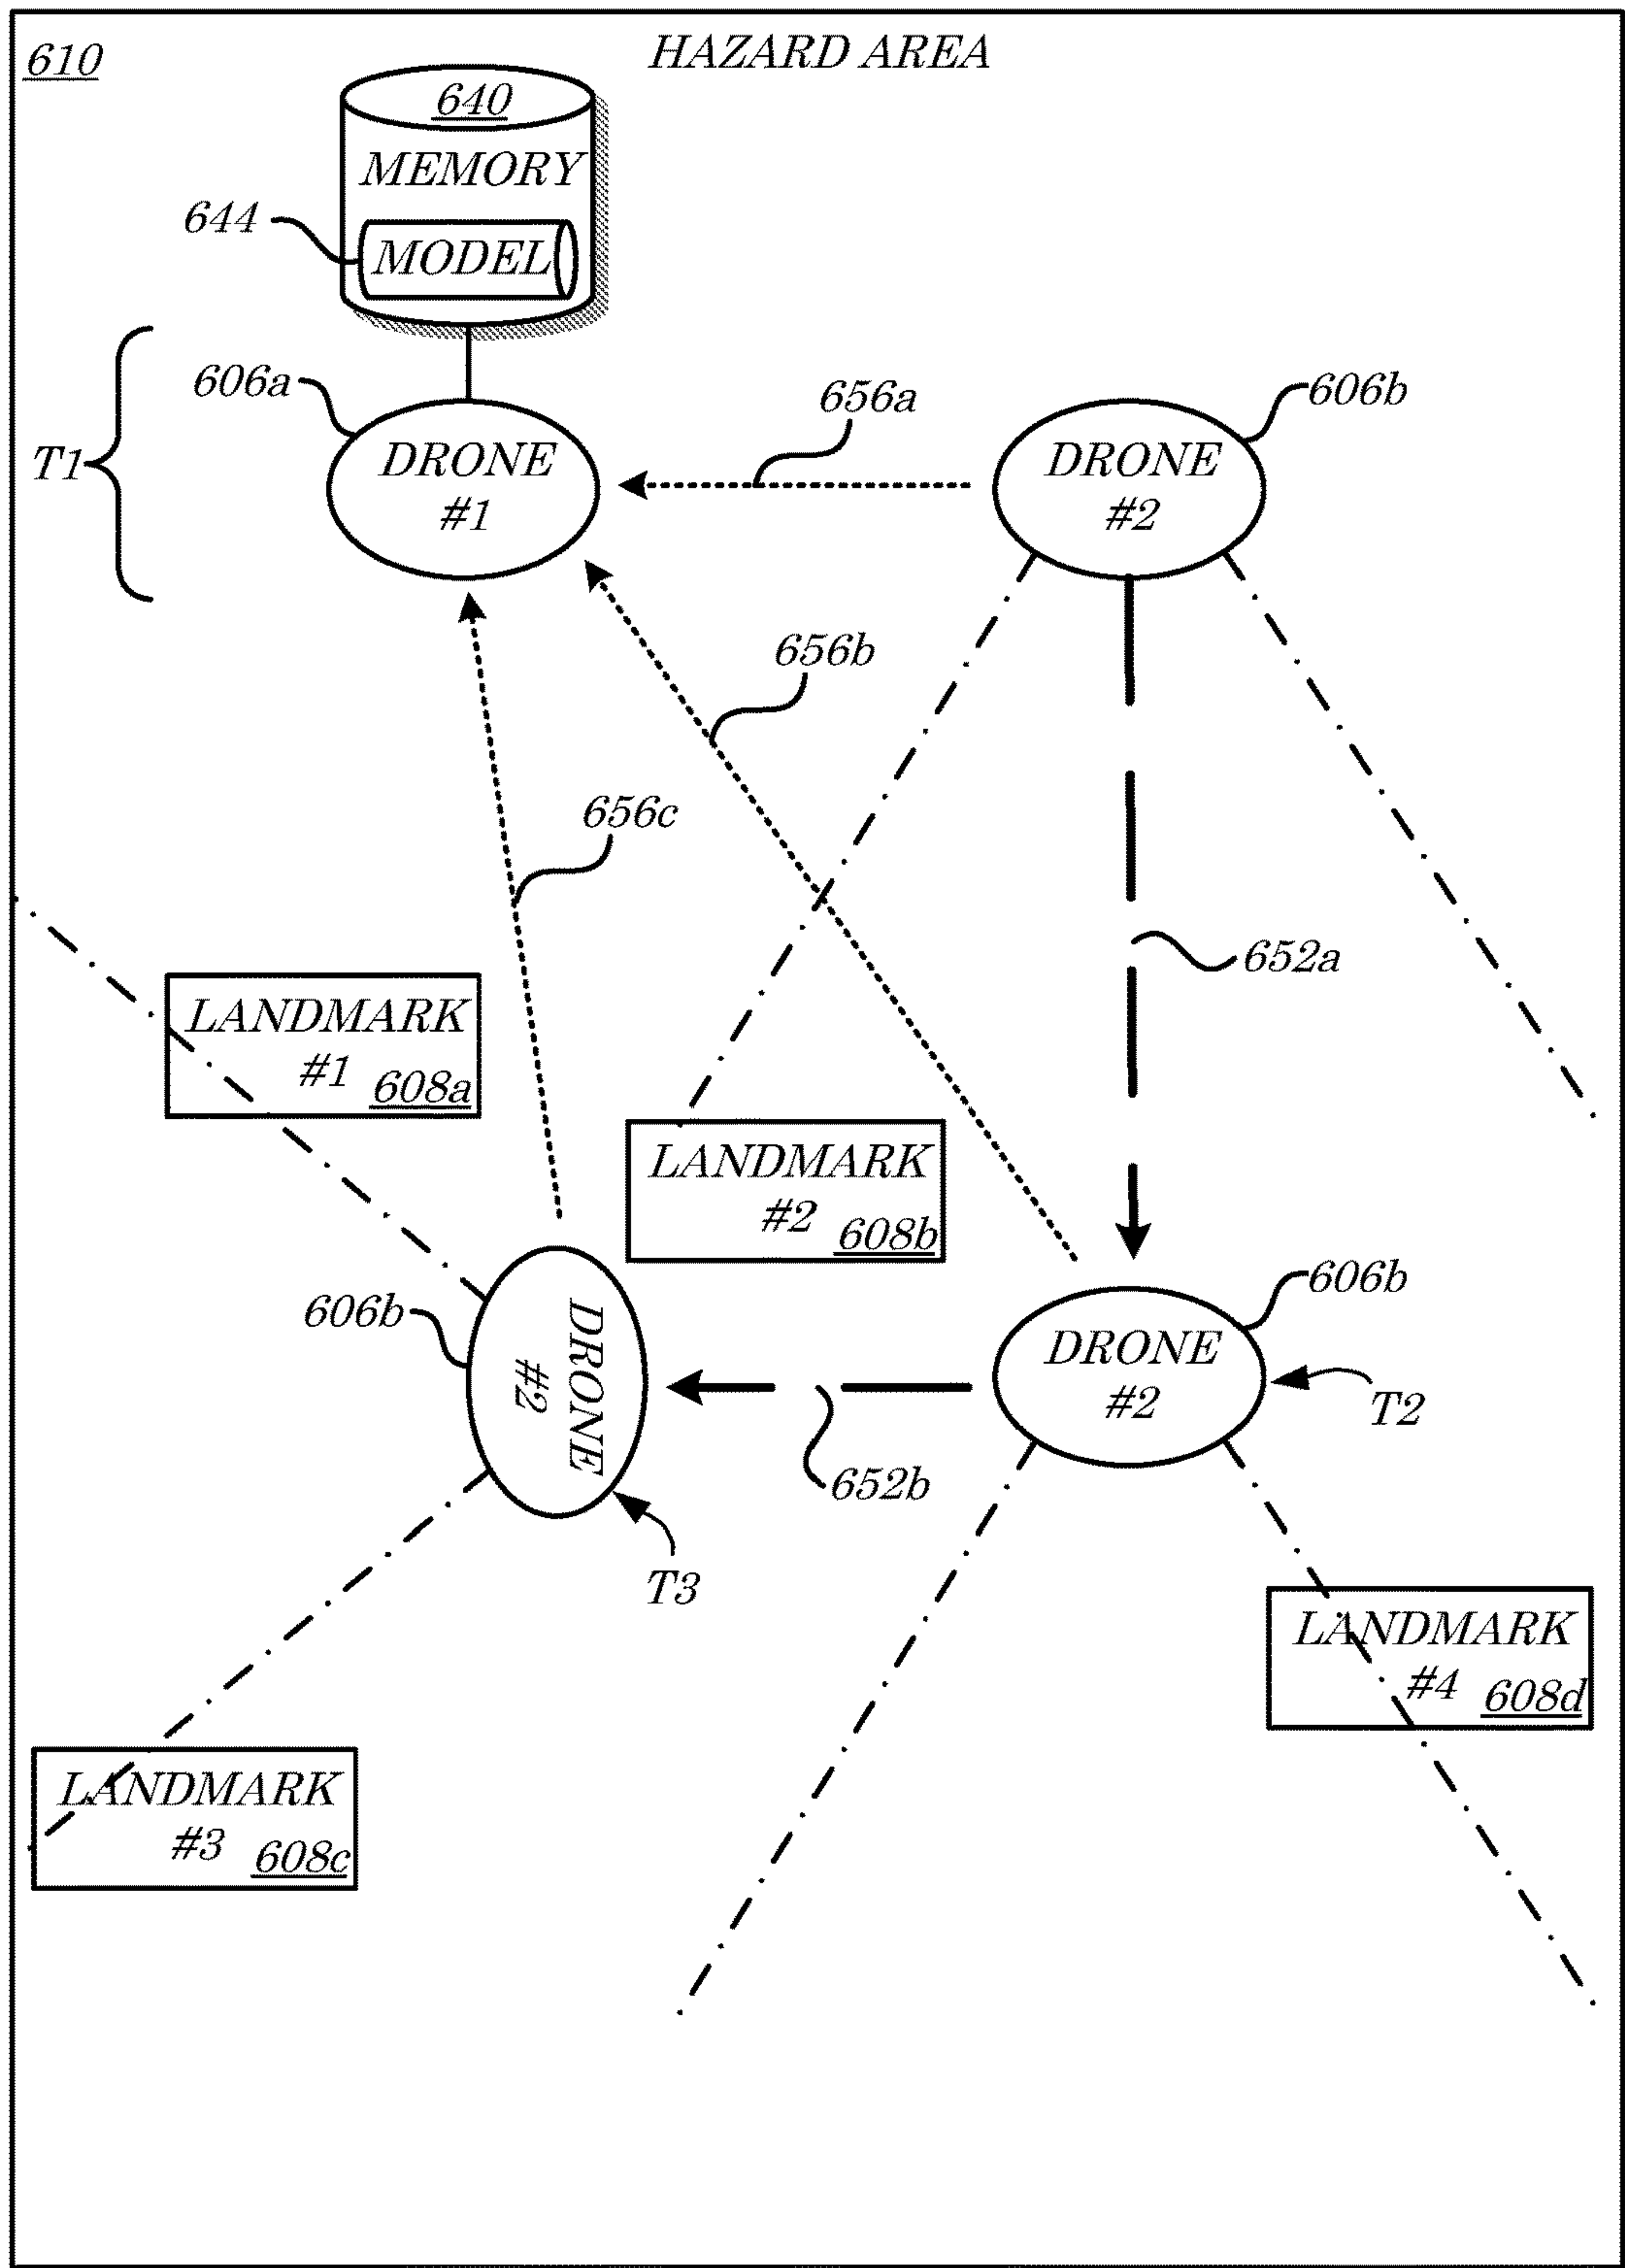 HAZARD AREA
610
640
MEMORY
644
MODEL
606a
656a
606b
T1
DRONE
#1
DRONE
#2
656b
656c
652a
LANDMARK
#1 608a
LANDMARK
#2 608b
606b
606b
DRONE
#2
DRONE
#2
T2
652b
T3
LANDMARK
#4 608d
LANDMARK
#3 608c